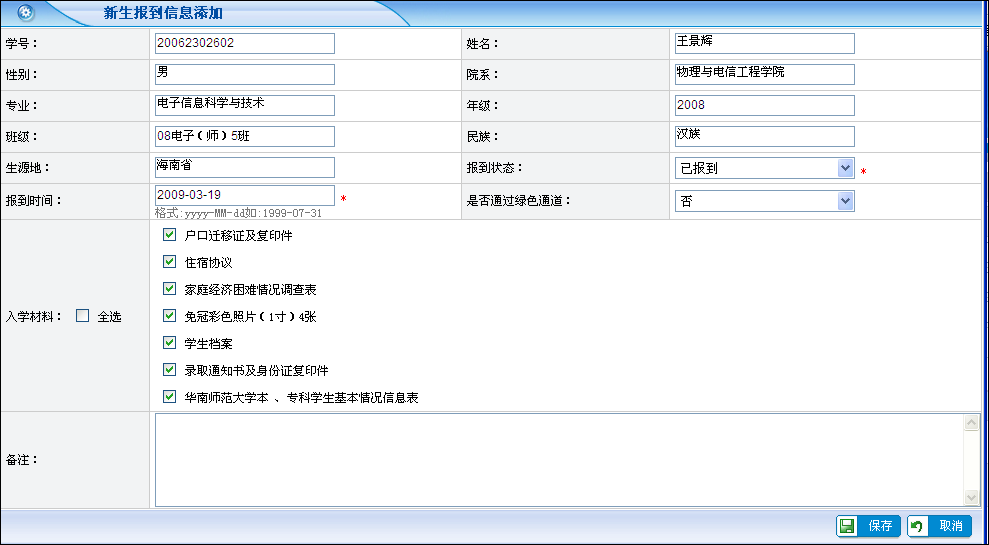 新生报到信息添加
学号： 20062302602 姓名： 王景辉
性别： 男 院系： 物理与电信工程学院
专业： 电子信息科学与技术 年级： 2008
班级： 08电子（师）5班 民族： 汉族
生源地： 海南省 报到状态： 已报到 *
报到时间： 2009-03-19 * 是否通过绿色通道： 否
格式:yyyy-MM-dd如:1999-07-31
户口迁移证及复印件
住宿协议
家庭经济困难情况调查表
入学材料： 全选 免冠彩色照片（1寸）4张
学生档案
录取通知书及身份证复印件
华南师范大学本 、专科学生基本情况信息表
备注：
保存 取消